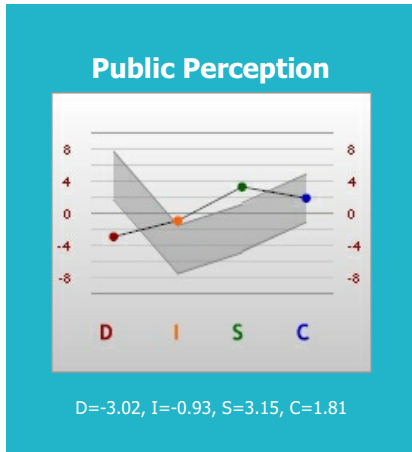 Public Perception
8 8
4 4
0 0
-4 -4
-8 -8
D I S C
D=-3.02, I=-0.93, S=3.15, C=1.81